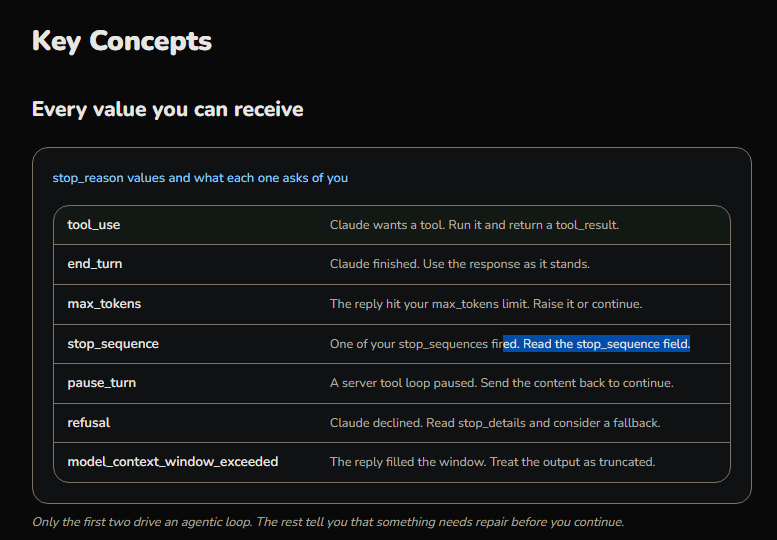 Key Concepts
Every value you can receive
stop_reason values and what each one asks of you
tool_use Claude wants a tool. Run it and return a tool_result.
end_turn Claude finished. Use the response as it stands.
max_tokens The reply hit your max_tokens limit. Raise it or continue.
stop_sequence One of your stop_sequences fired. Read the stop_sequence field.
pause_turn A server tool loop paused. Send the content back to continue.
refusal Claude declined. Read stop_details and consider a fallback.
model_context_window_exceeded The reply filled the window. Treat the output as truncated.
Only the first two drive an agentic loop. The rest tell you that something needs repair before you continue.